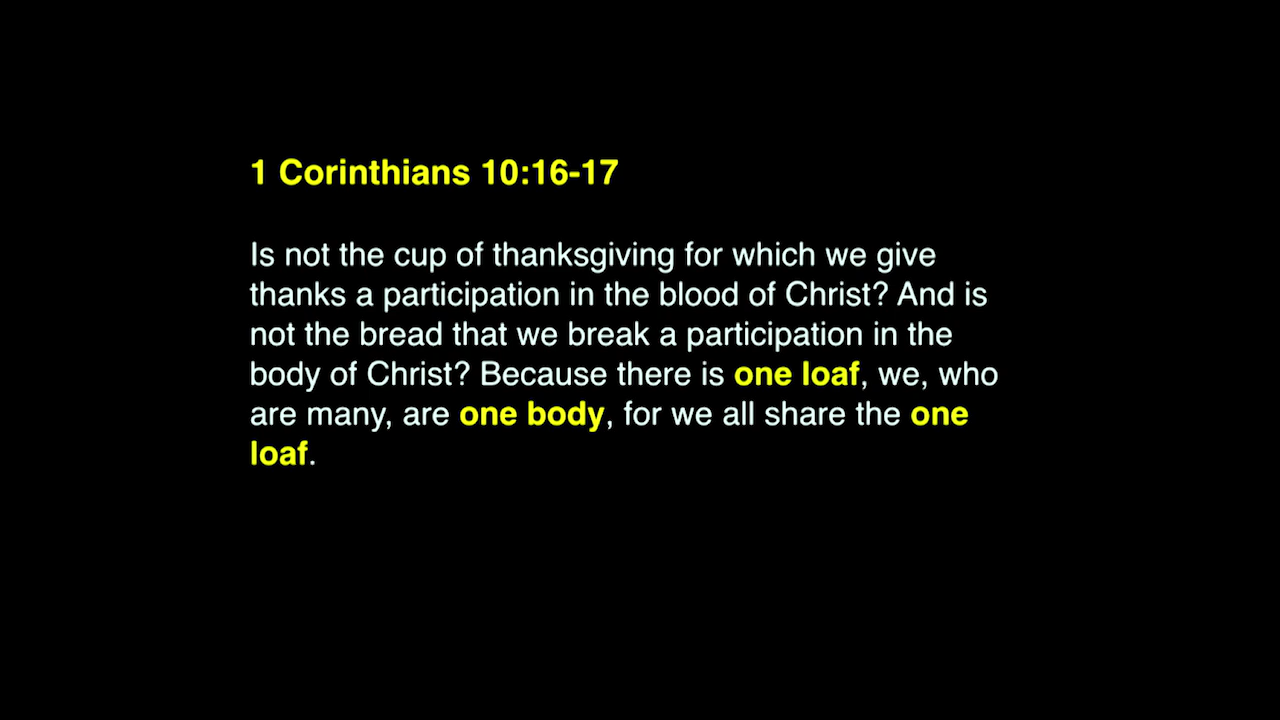 1 Corinthians 10:16-17
Is not the cup of thanksgiving for which we give
thanks a participation in the blood of Christ? And is
not the bread that we break a participation in the
body of Christ? Because there is one loaf, we, who
are many, are one body, for we all share the one
loaf.